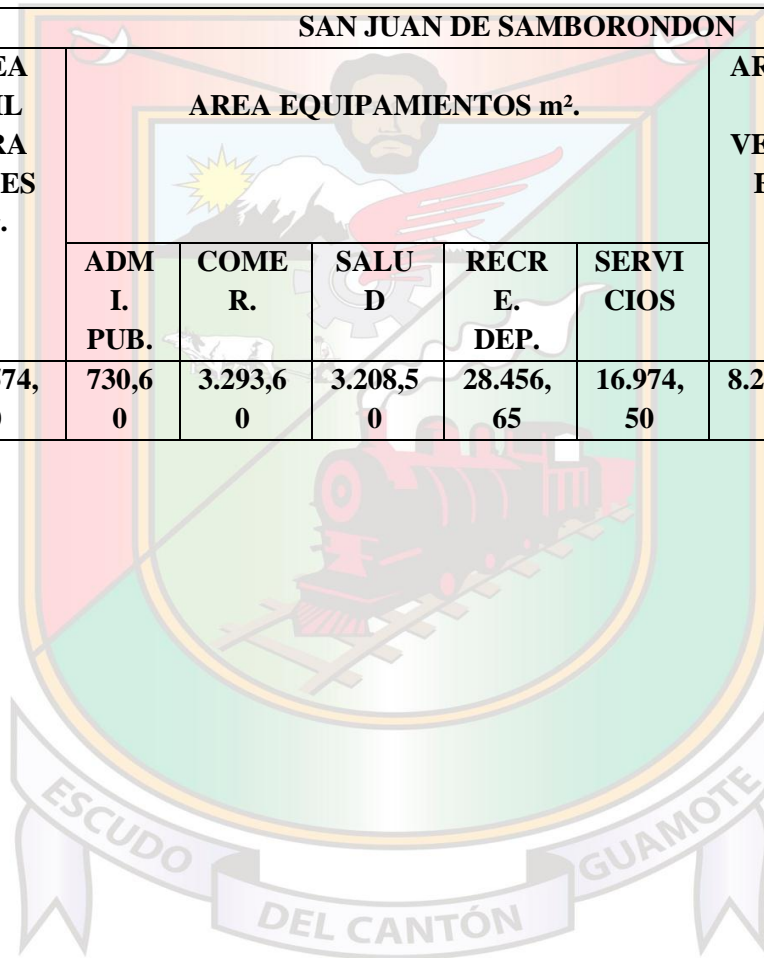 SAN JUAN DE SAMBORONDON
AREA EQUIPAMIENTOS m².
ADM
I.
PUB.
COME
R.
SALU
D
RECR
E.
DEP.
SERVI
CIOS
730,6
0
3.293,6
0
3.208,5
0
28.456,
65
16.974,
50
ESCUDO
DEL CANTÓN
GUAMOTE